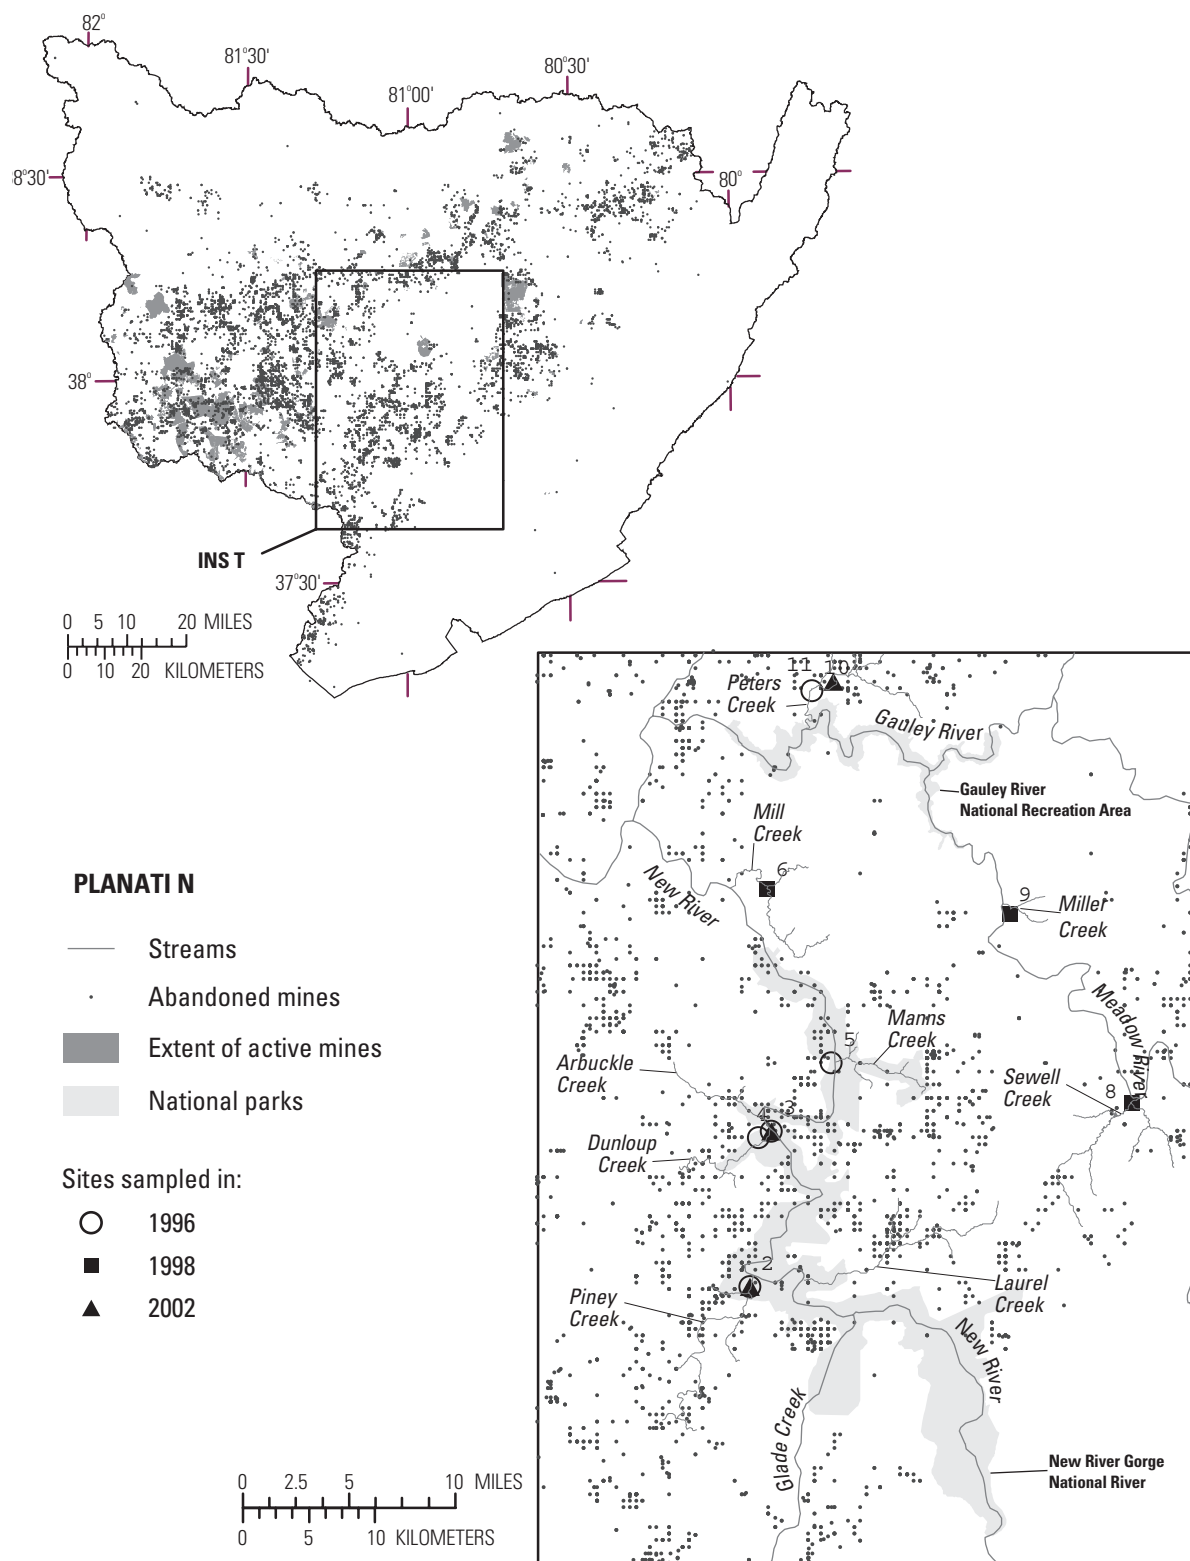 82°
81°30'
81°00'
80°30'
80°
8°30'
38°
37°30'
INS T
0 5 10 20 MILES
0 10 20 KILOMETERS
PLANATI N
Streams
Abandoned mines
Extent of active mines
National parks
Sites sampled in:
1996
1998
2002
0 2.5 5 10 MILES
0 5 10 KILOMETERS
11 10
Peters
Creek
Gauley River
Gauley River
National Recreation Area
Mill
Creek
6
New River
9
Miller
Creek
Meadow River
Manns
Creek
5
Arbuckle
Creek
Sewell
Creek
8
3
4
Dunloup
Creek
2
Piney
Creek
Laurel
Creek
New River
Glade Creek
New River Gorge
National River